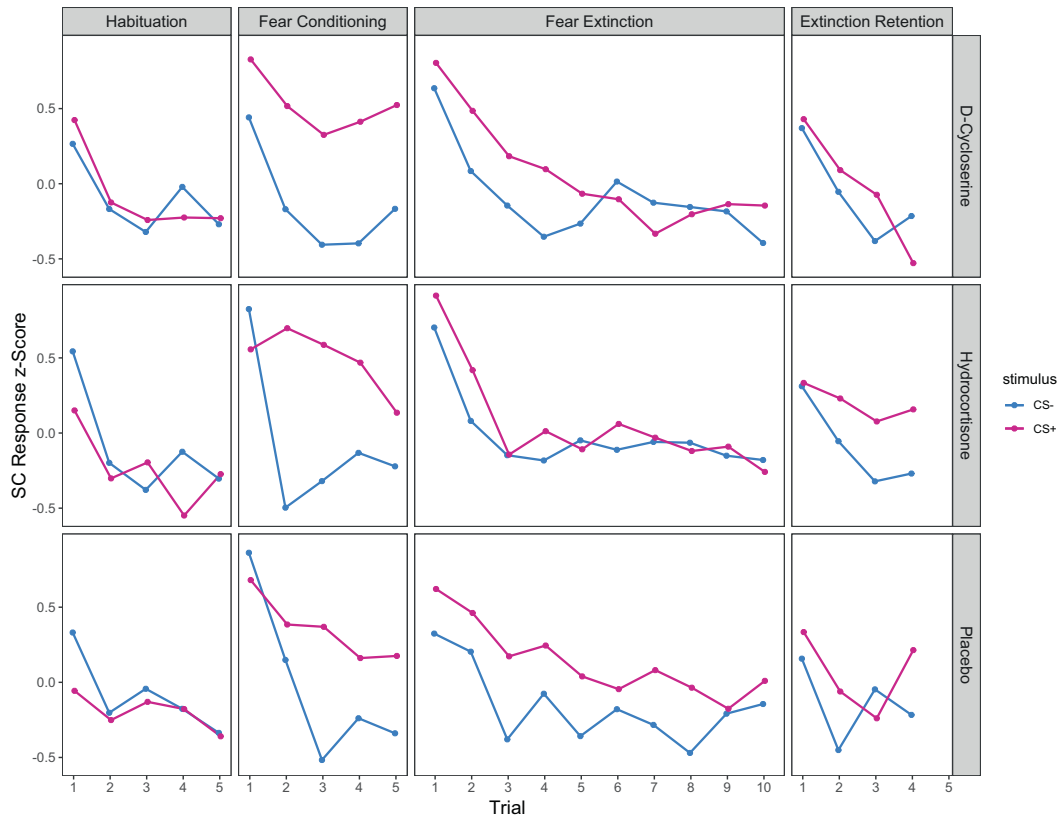 Habituation
Fear Conditioning
Fear Extinction
Extinction Retention
0.5
0.0
-0.5
D-Cycloserine
0.5
0.0
-0.5
Hydrocortisone
0.5
0.0
-0.5
Placebo
SC Response z-Score
1 2 3 4 5
1 2 3 4 5
1 2 3 4 5 6 7 8 9 10
1 2 3 4 5
Trial
stimulus
CS-
CS+